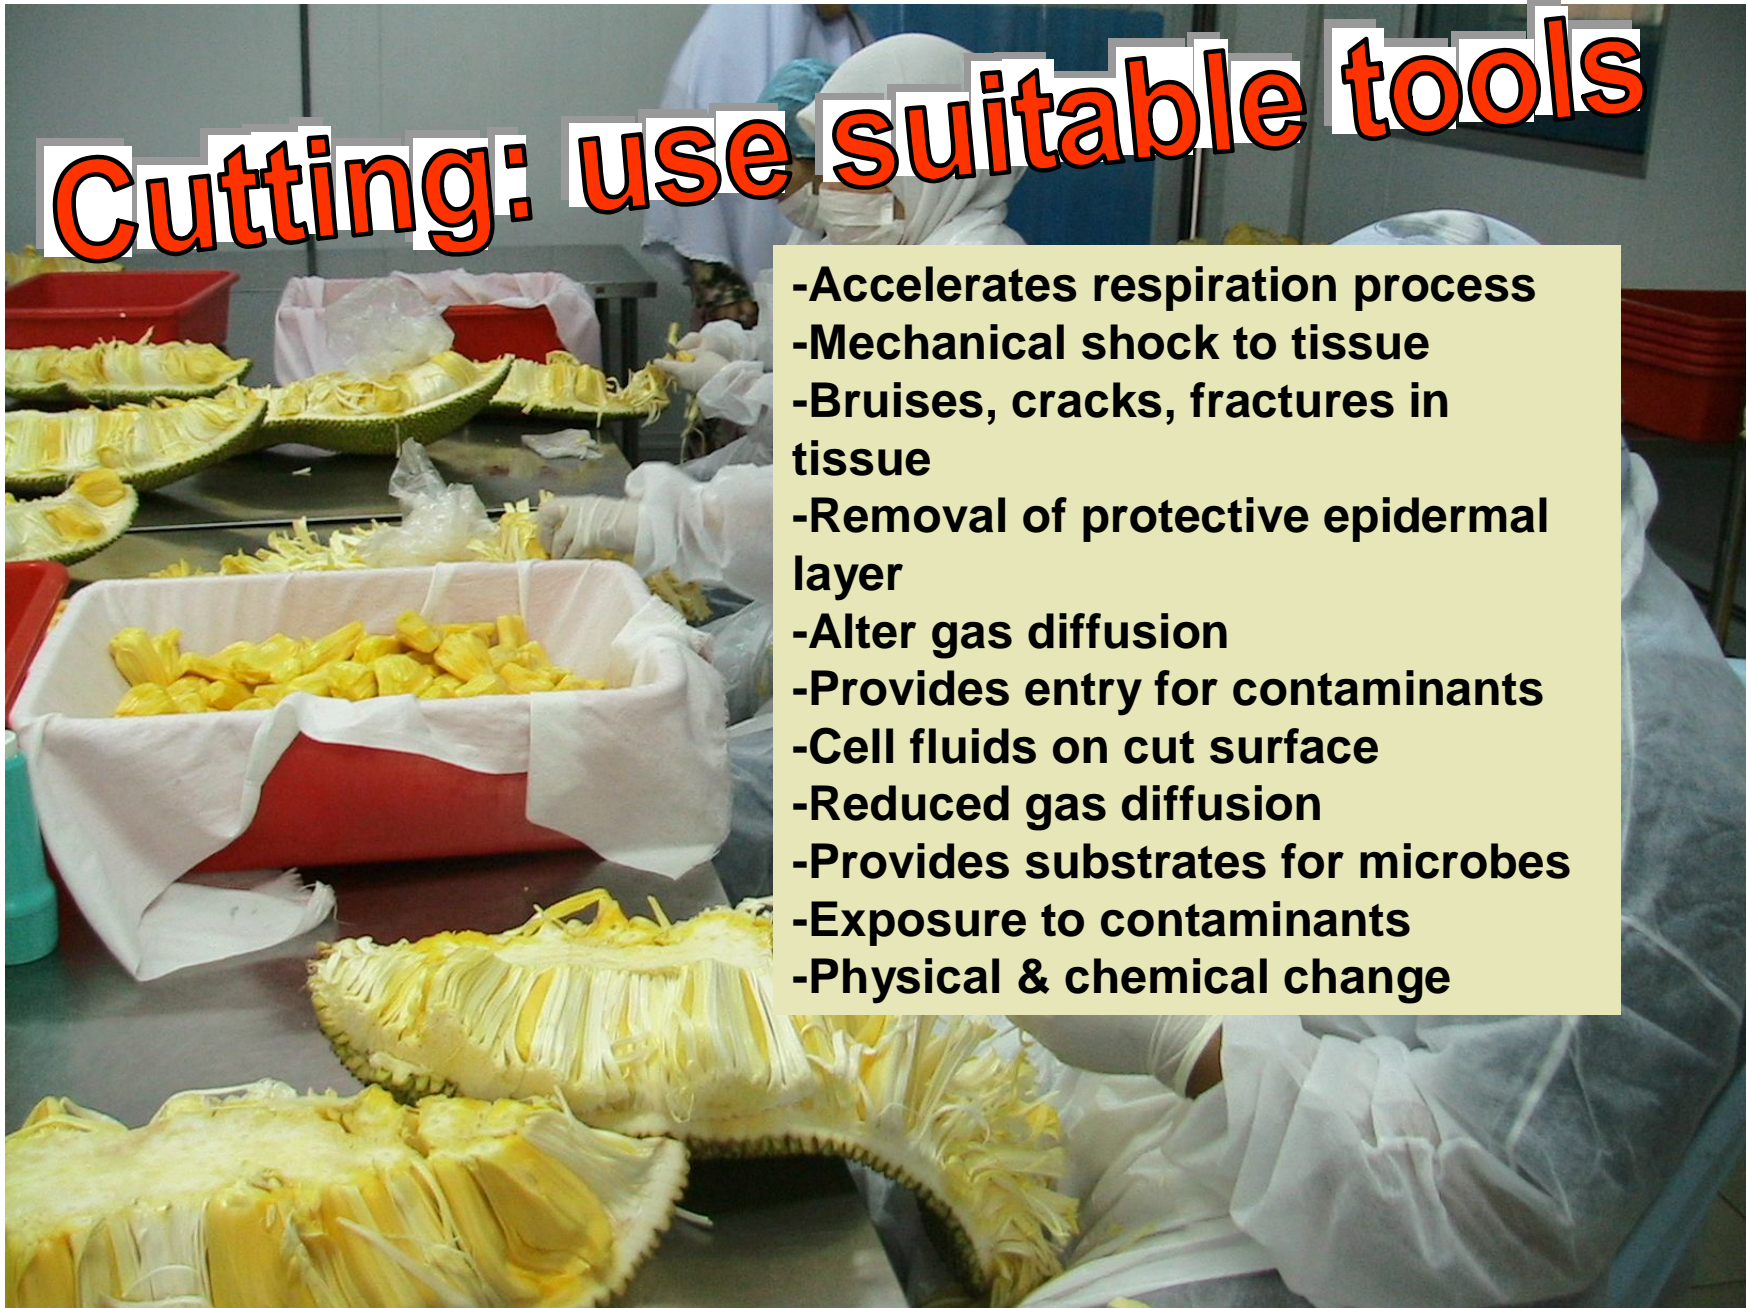 Cutting: use suitable tools
-Accelerates respiration process
-Mechanical shock to tissue
-Bruises, cracks, fractures in
tissue
-Removal of protective epidermal
layer
-Alter gas diffusion
-Provides entry for contaminants
-Cell fluids on cut surface
-Reduced gas diffusion
-Provides substrates for microbes
-Exposure to contaminants
-Physical & chemical change